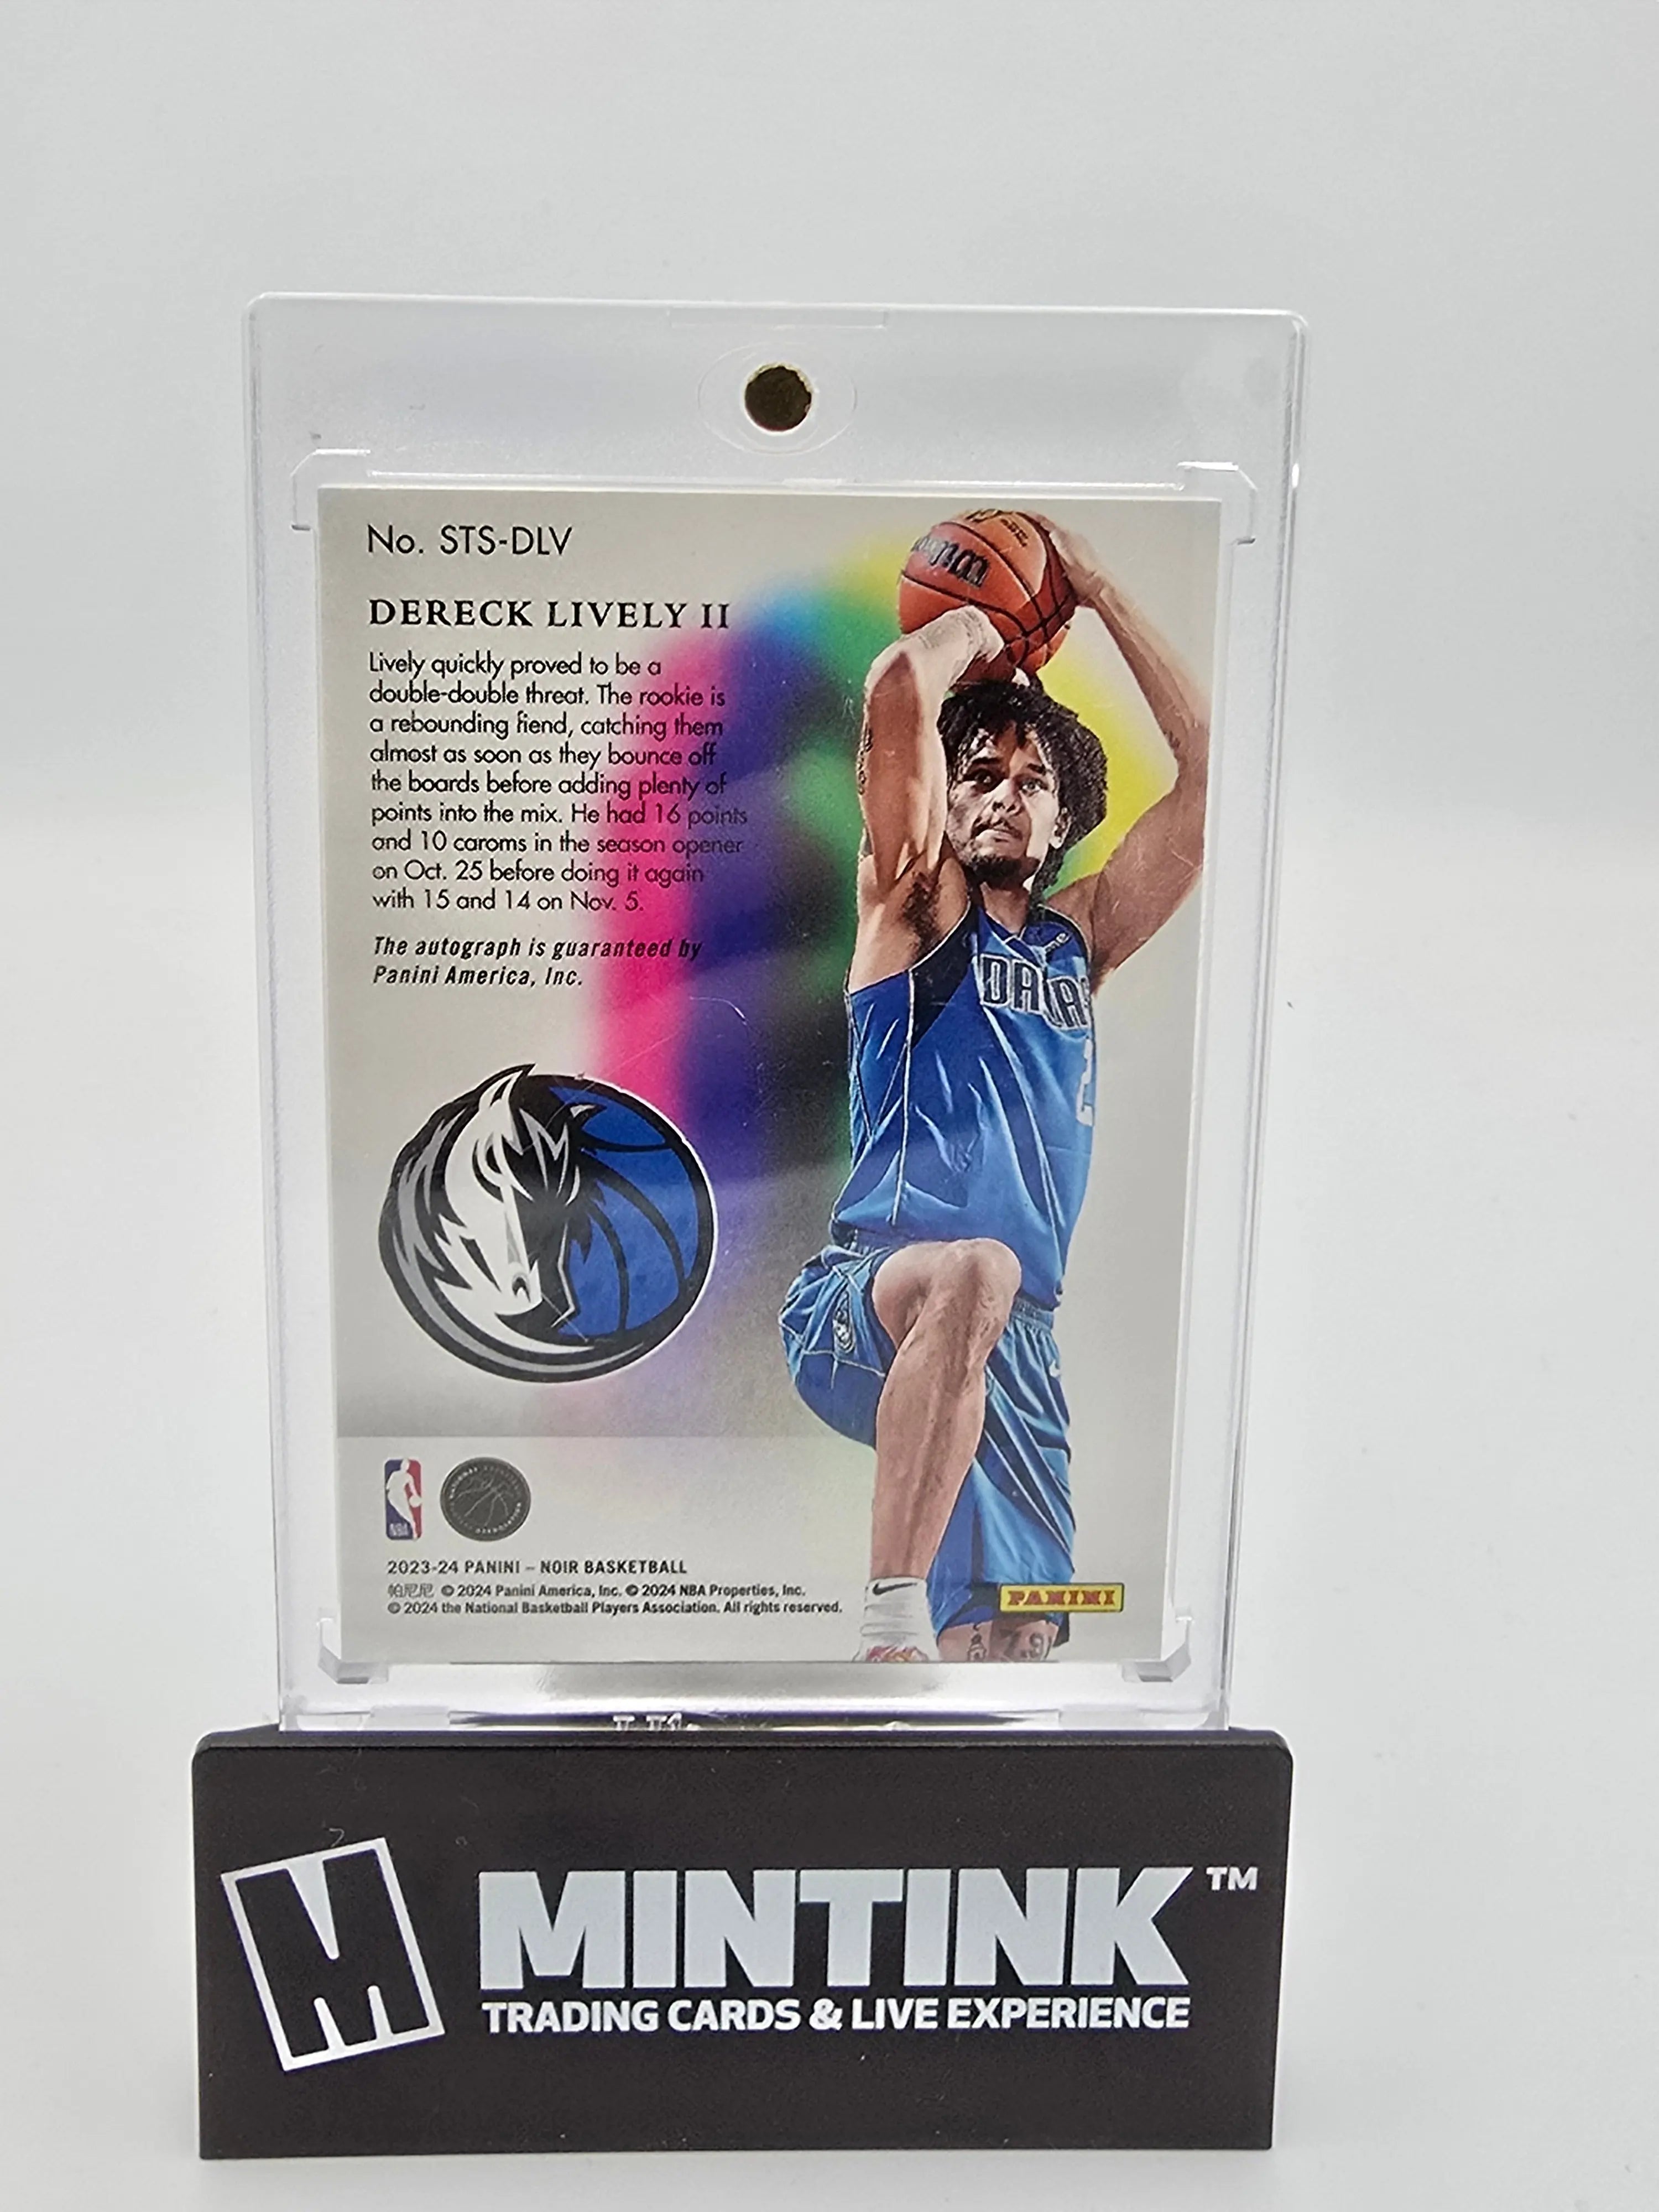 No. STS-DLV
DERECK LIVELY II
Lively quickly proved to be a
double-double threat. The rookie is
a rebounding fiend, catching them
almost as soon as they bounce off
the boards before adding plenty of
points into the mix. He had 16 points
and 10 caroms in the season opener
on Oct. 25 before doing it again
with 15 and 14 on Nov. 5.
The autograph is guaranteed by
Panini America, Inc.
DALLAS
NBA
2023-24 PANINI – NOIR BASKETBALL
帕尼尼 © 2024 Panini America, Inc. © 2024 NBA Properties, Inc.
© 2024 the National Basketball Players Association. All rights reserved.
PANINI
M MINTINK™
TRADING CARDS & LIVE EXPERIENCE